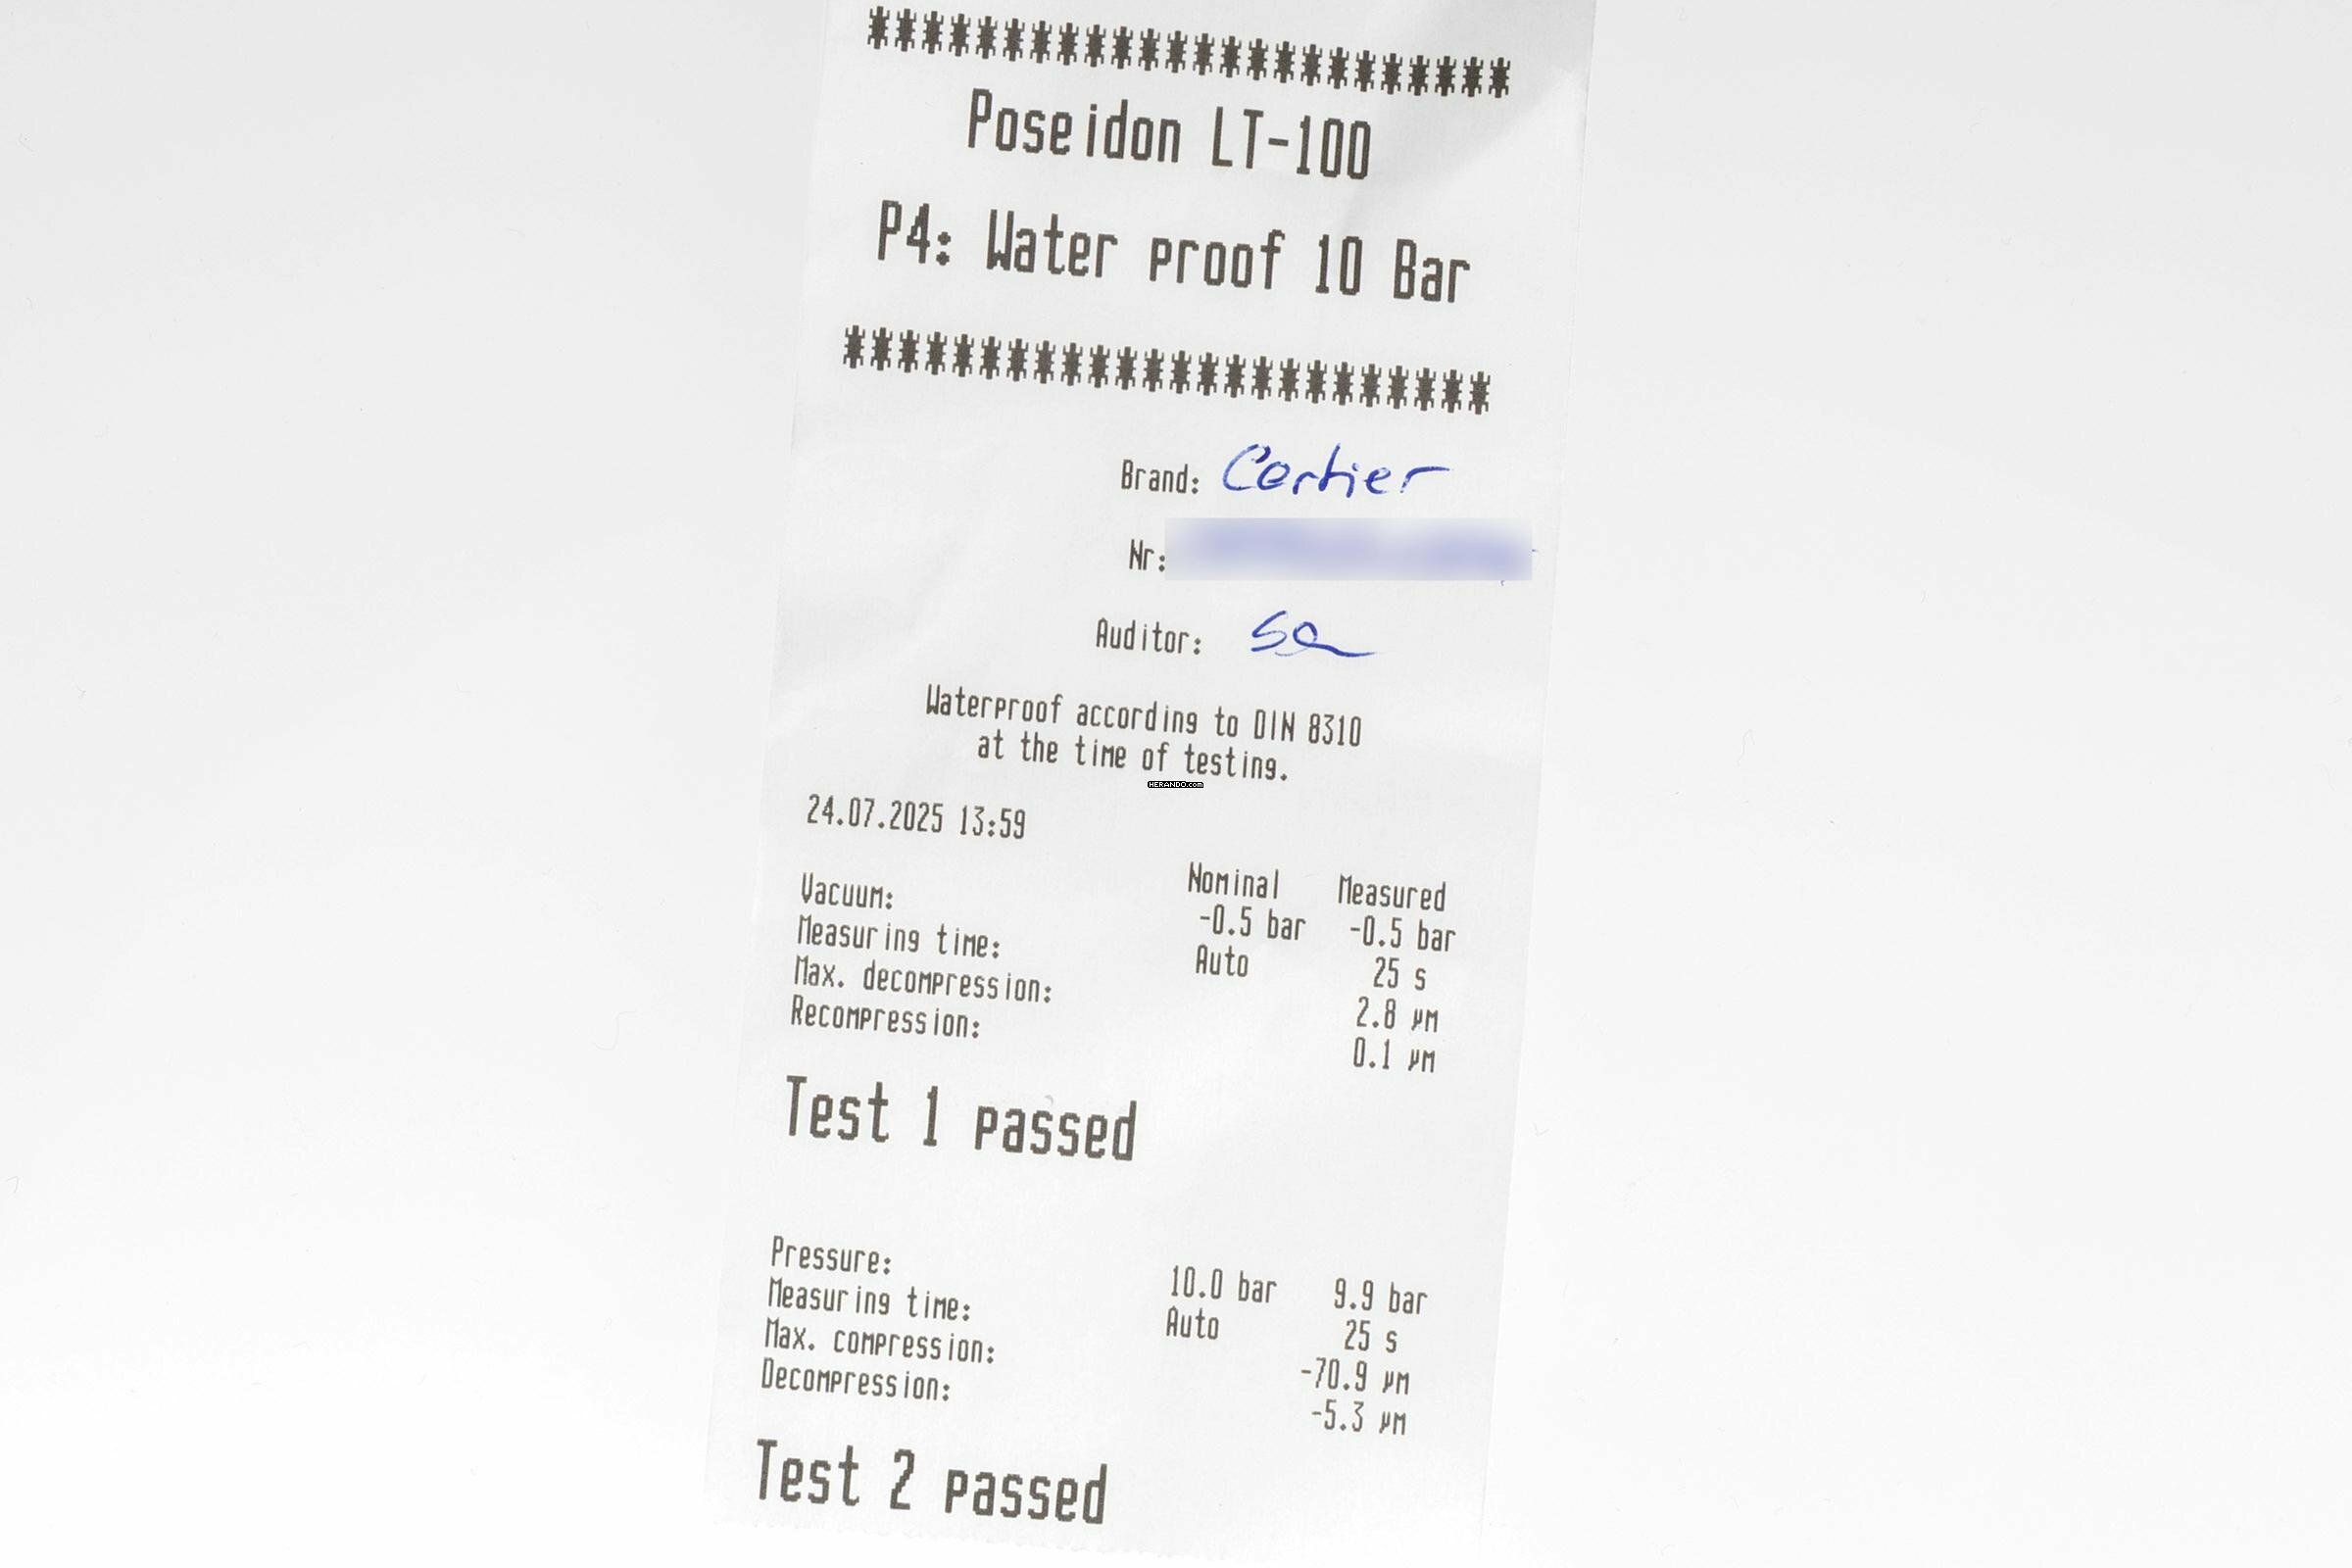 ************************
Poseidon LT-100
P4: Water proof 10 Bar
************************
Brand: Cartier
Nr:
Auditor:
Waterproof according to DIN 8310
at the time of testing.
HERANDO.com
24.07.2025 13:59
Nominal Measured
Vacuum: -0.5 bar -0.5 bar
Measuring time: Auto 25 s
Max. decompression: 2.8 µm
Recompression: 0.1 µm
Test 1 passed
Pressure: 10.0 bar 9.9 bar
Measuring time: Auto 25 s
Max. compression: -70.9 µm
Decompression: -5.3 µm
Test 2 passed